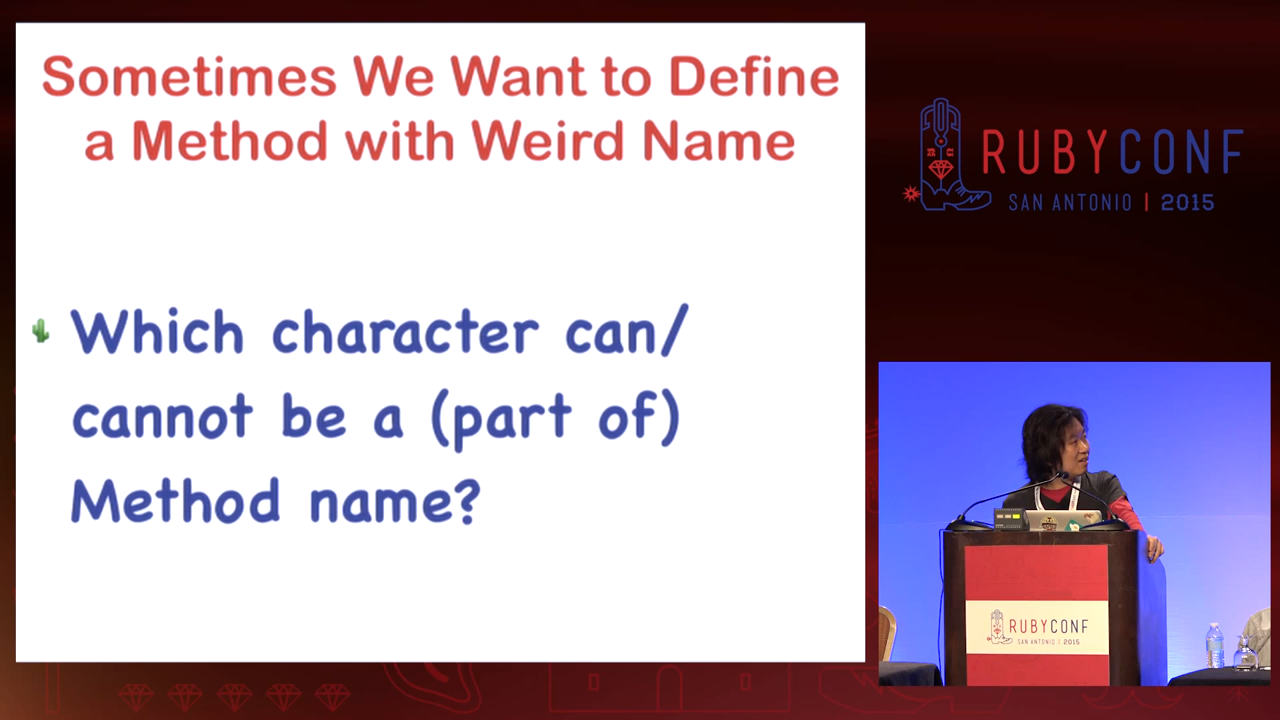 Sometimes We Want to Define
a Method with Weird Name
Which character can/
cannot be a (part of)
Method name?
RUBYCONF
SAN ANTONIO | 2015
RUBYCONF
SAN ANTONIO | 2015